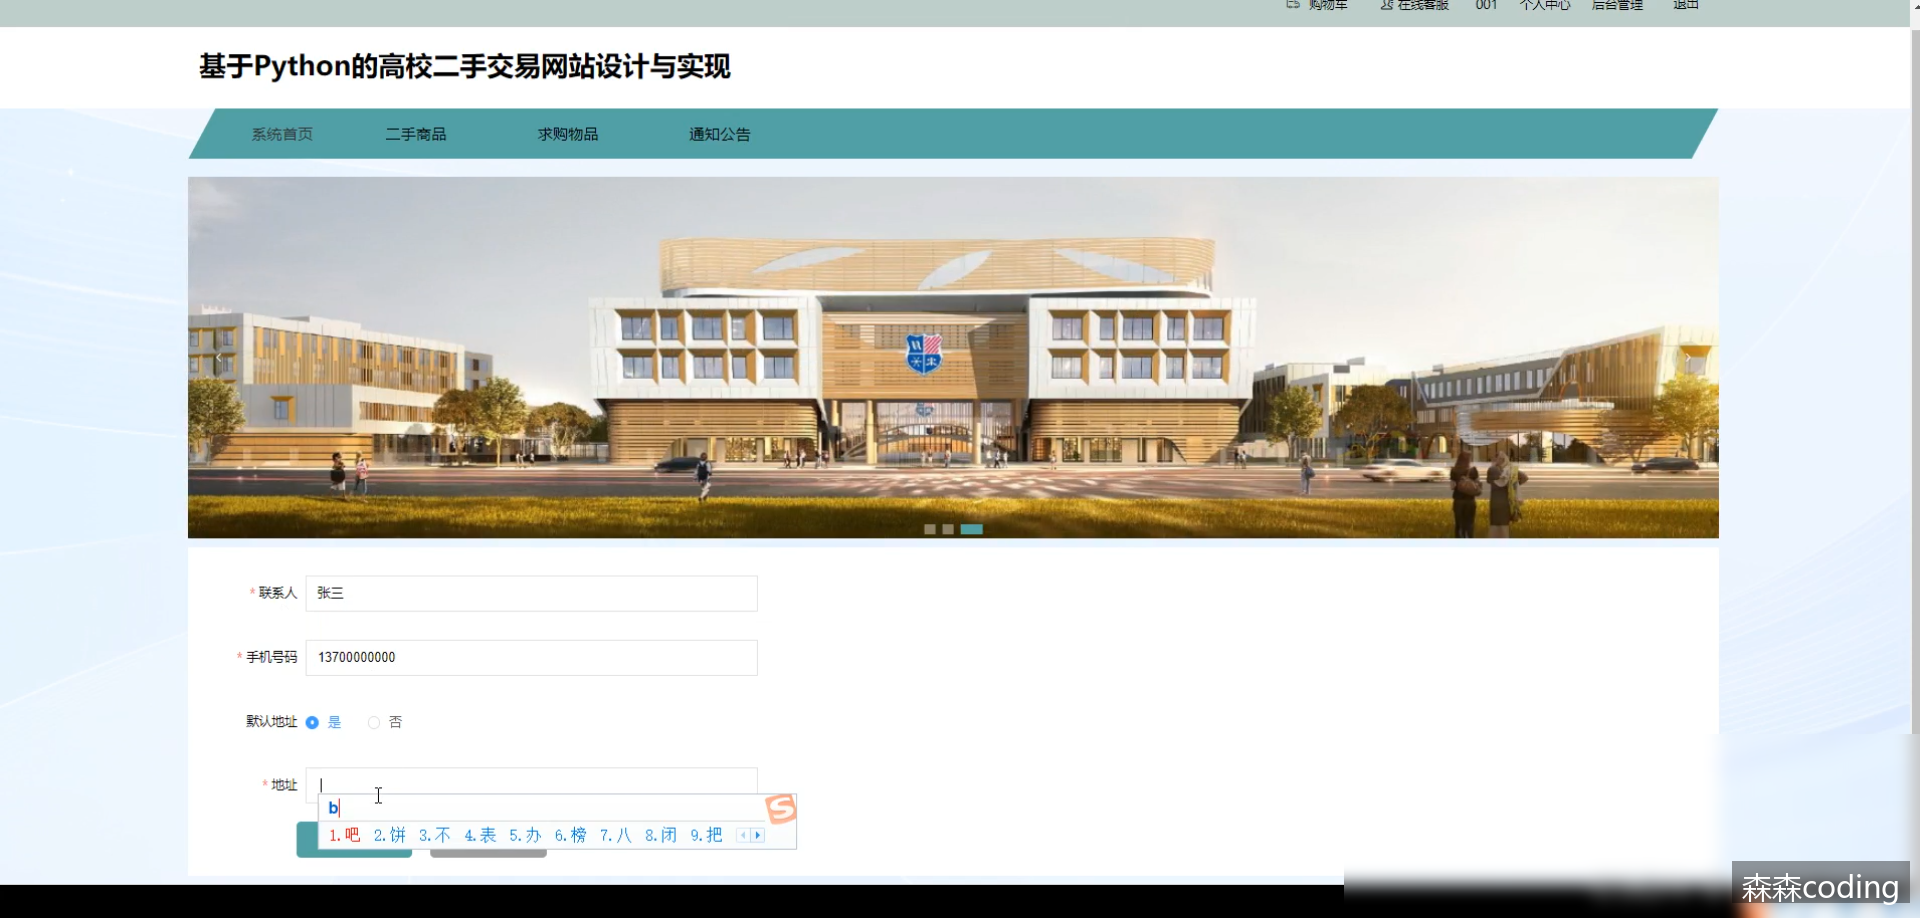 购物车 在线客服 001 个人中心 后台管理 退出
基于Python的高校二手交易网站设计与实现
系统首页 二手商品 求购物品 通知公告
* 联系人 张三
* 手机号码 13700000000
默认地址 是 否
* 地址
b
1.吧 2.饼 3.不 4.表 5.办 6.榜 7.八 8.闭 9.把
森森coding